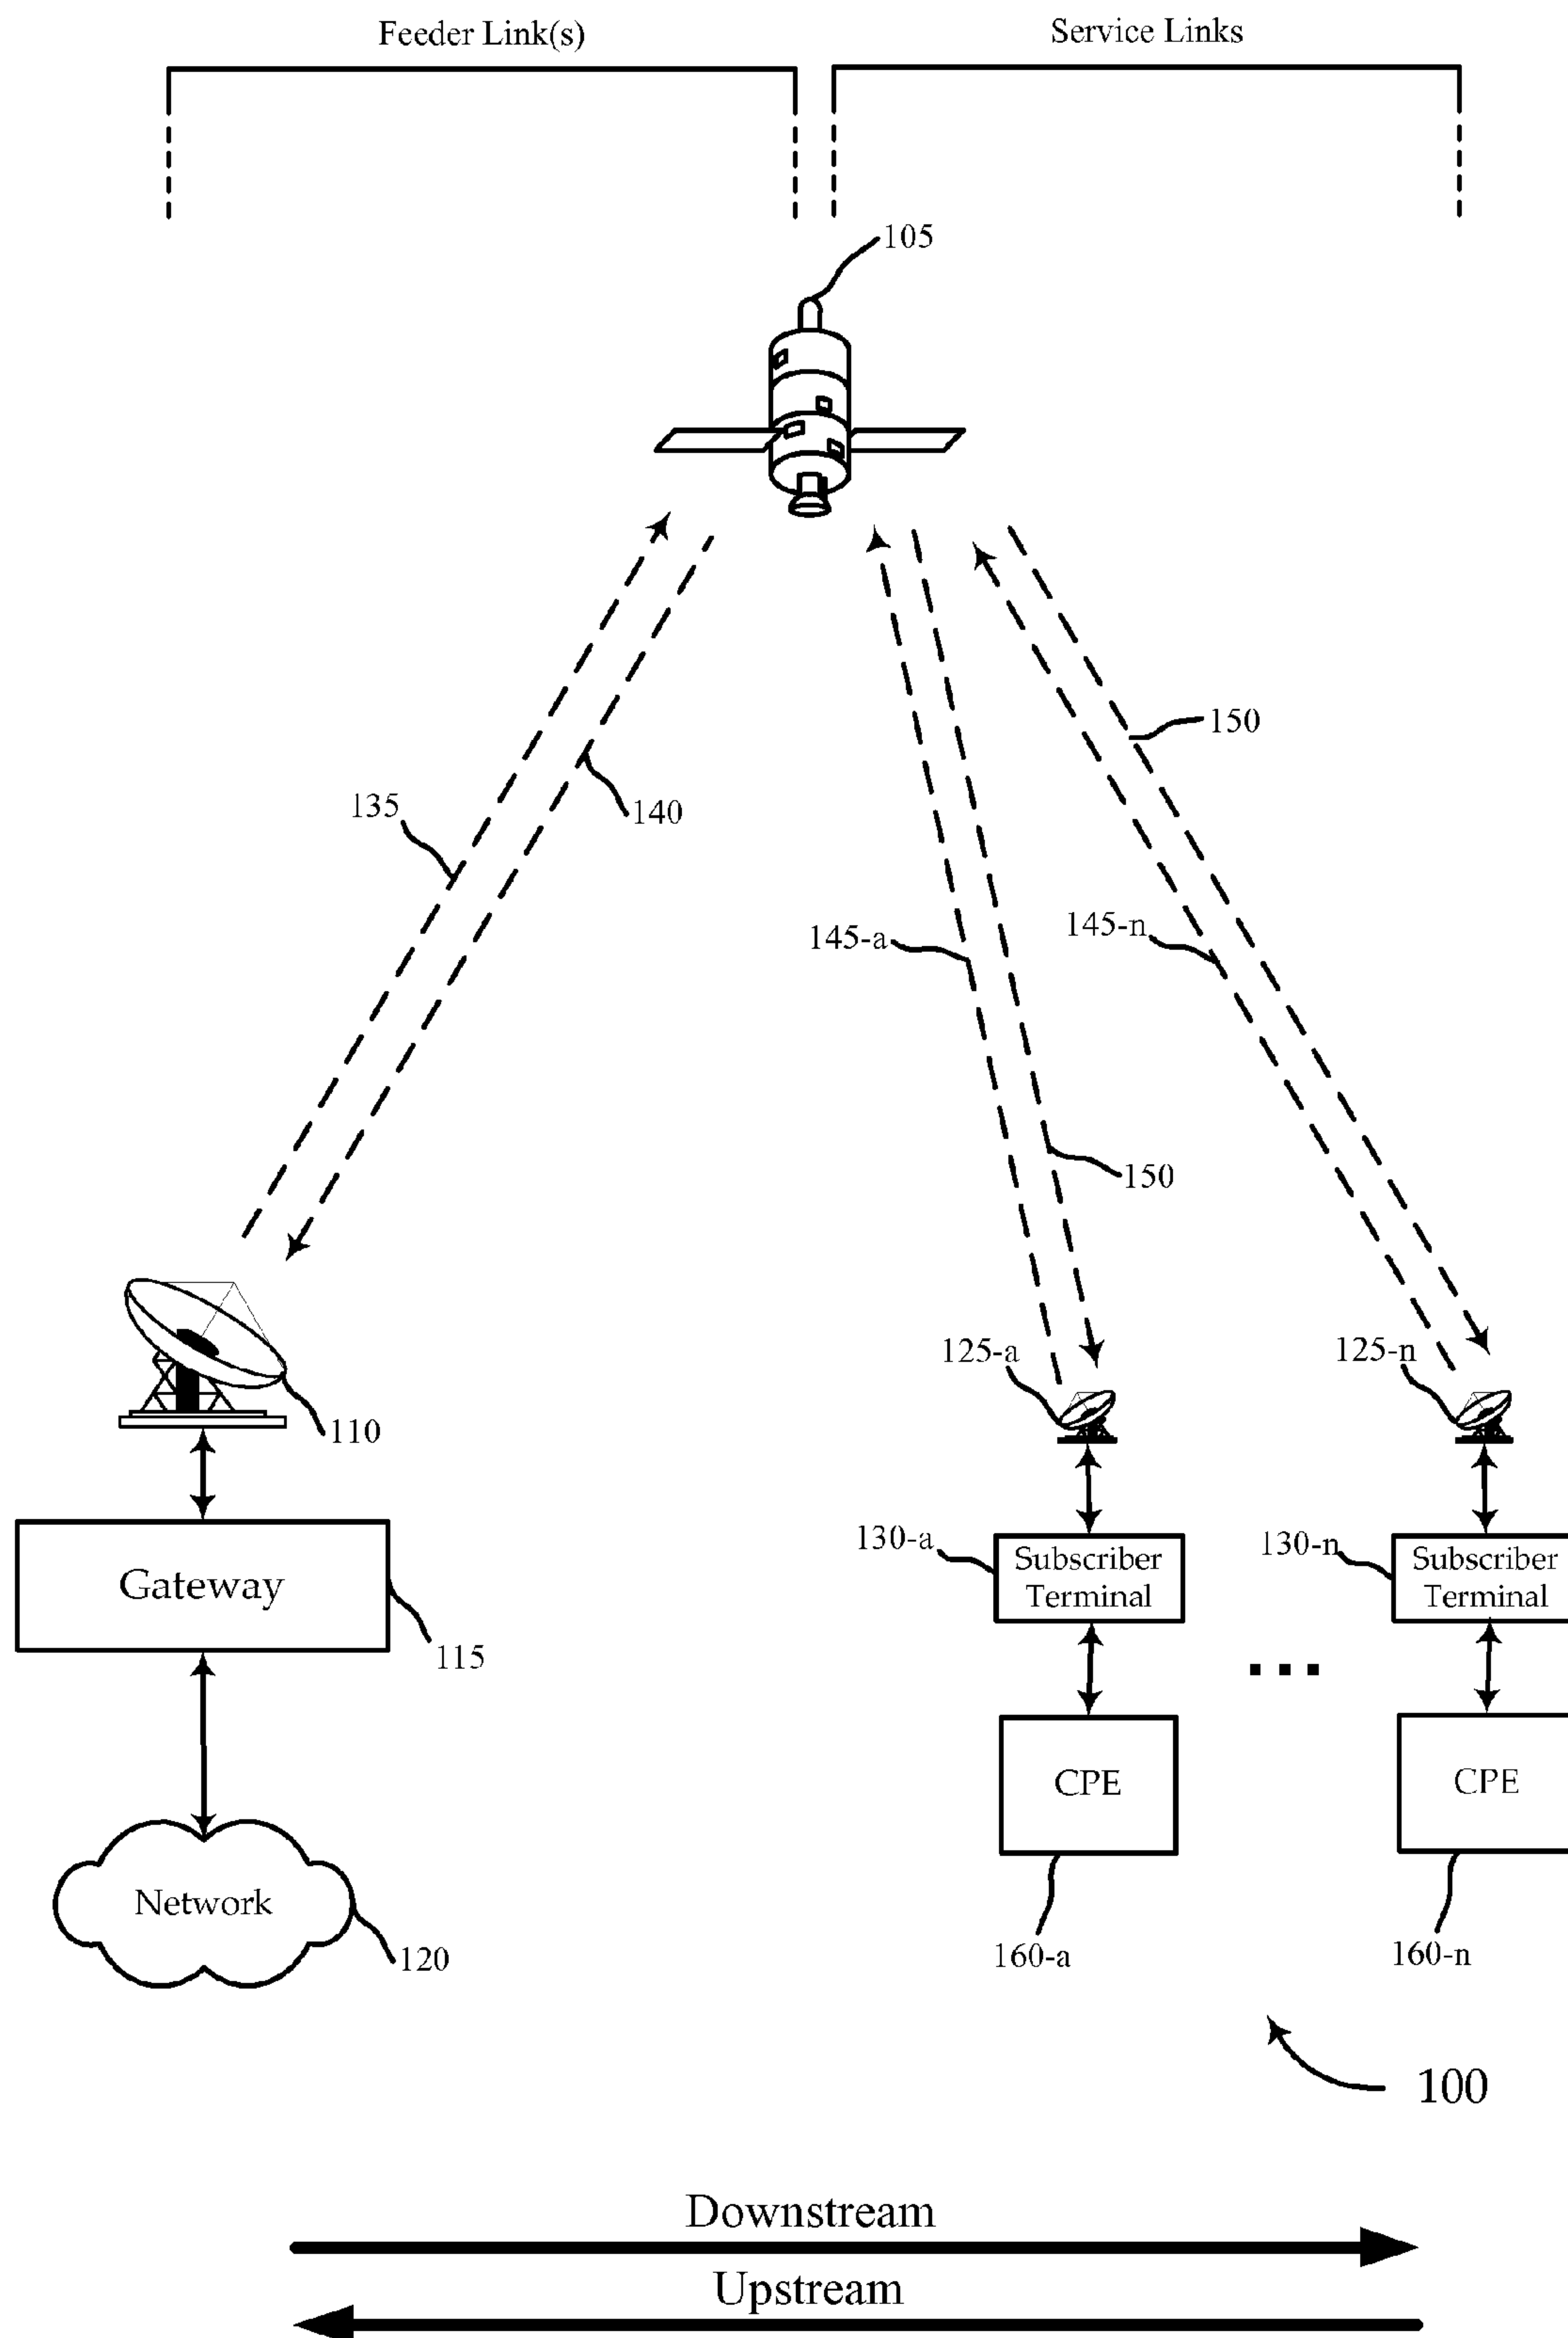 Feeder Link(s)
Service Links
105
150
135
140
145-a
145-n
150
125-a
125-n
110
130-a
Subscriber
Terminal
130-n
Subscriber
Terminal
Gateway
115
CPE
CPE
Network
120
160-a
160-n
100
Downstream
Upstream